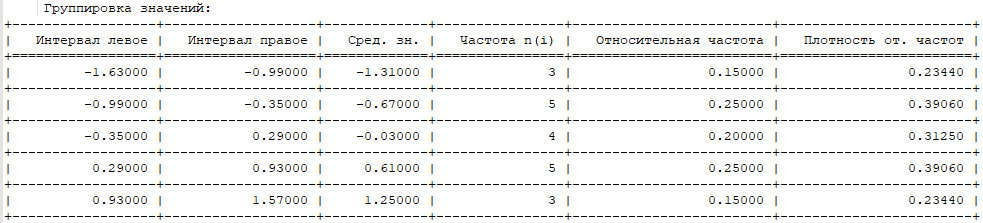 Группировка значений:
| Интервал левое | Интервал правое | Сред. зн. | Частота n(i) | Относительная частота | Плотность от. частот |
| -1.63000 | -0.99000 | -1.31000 | 3 | 0.15000 | 0.23440 |
| -0.99000 | -0.35000 | -0.67000 | 5 | 0.25000 | 0.39060 |
| -0.35000 | 0.29000 | -0.03000 | 4 | 0.20000 | 0.31250 |
| 0.29000 | 0.93000 | 0.61000 | 5 | 0.25000 | 0.39060 |
| 0.93000 | 1.57000 | 1.25000 | 3 | 0.15000 | 0.23440 |